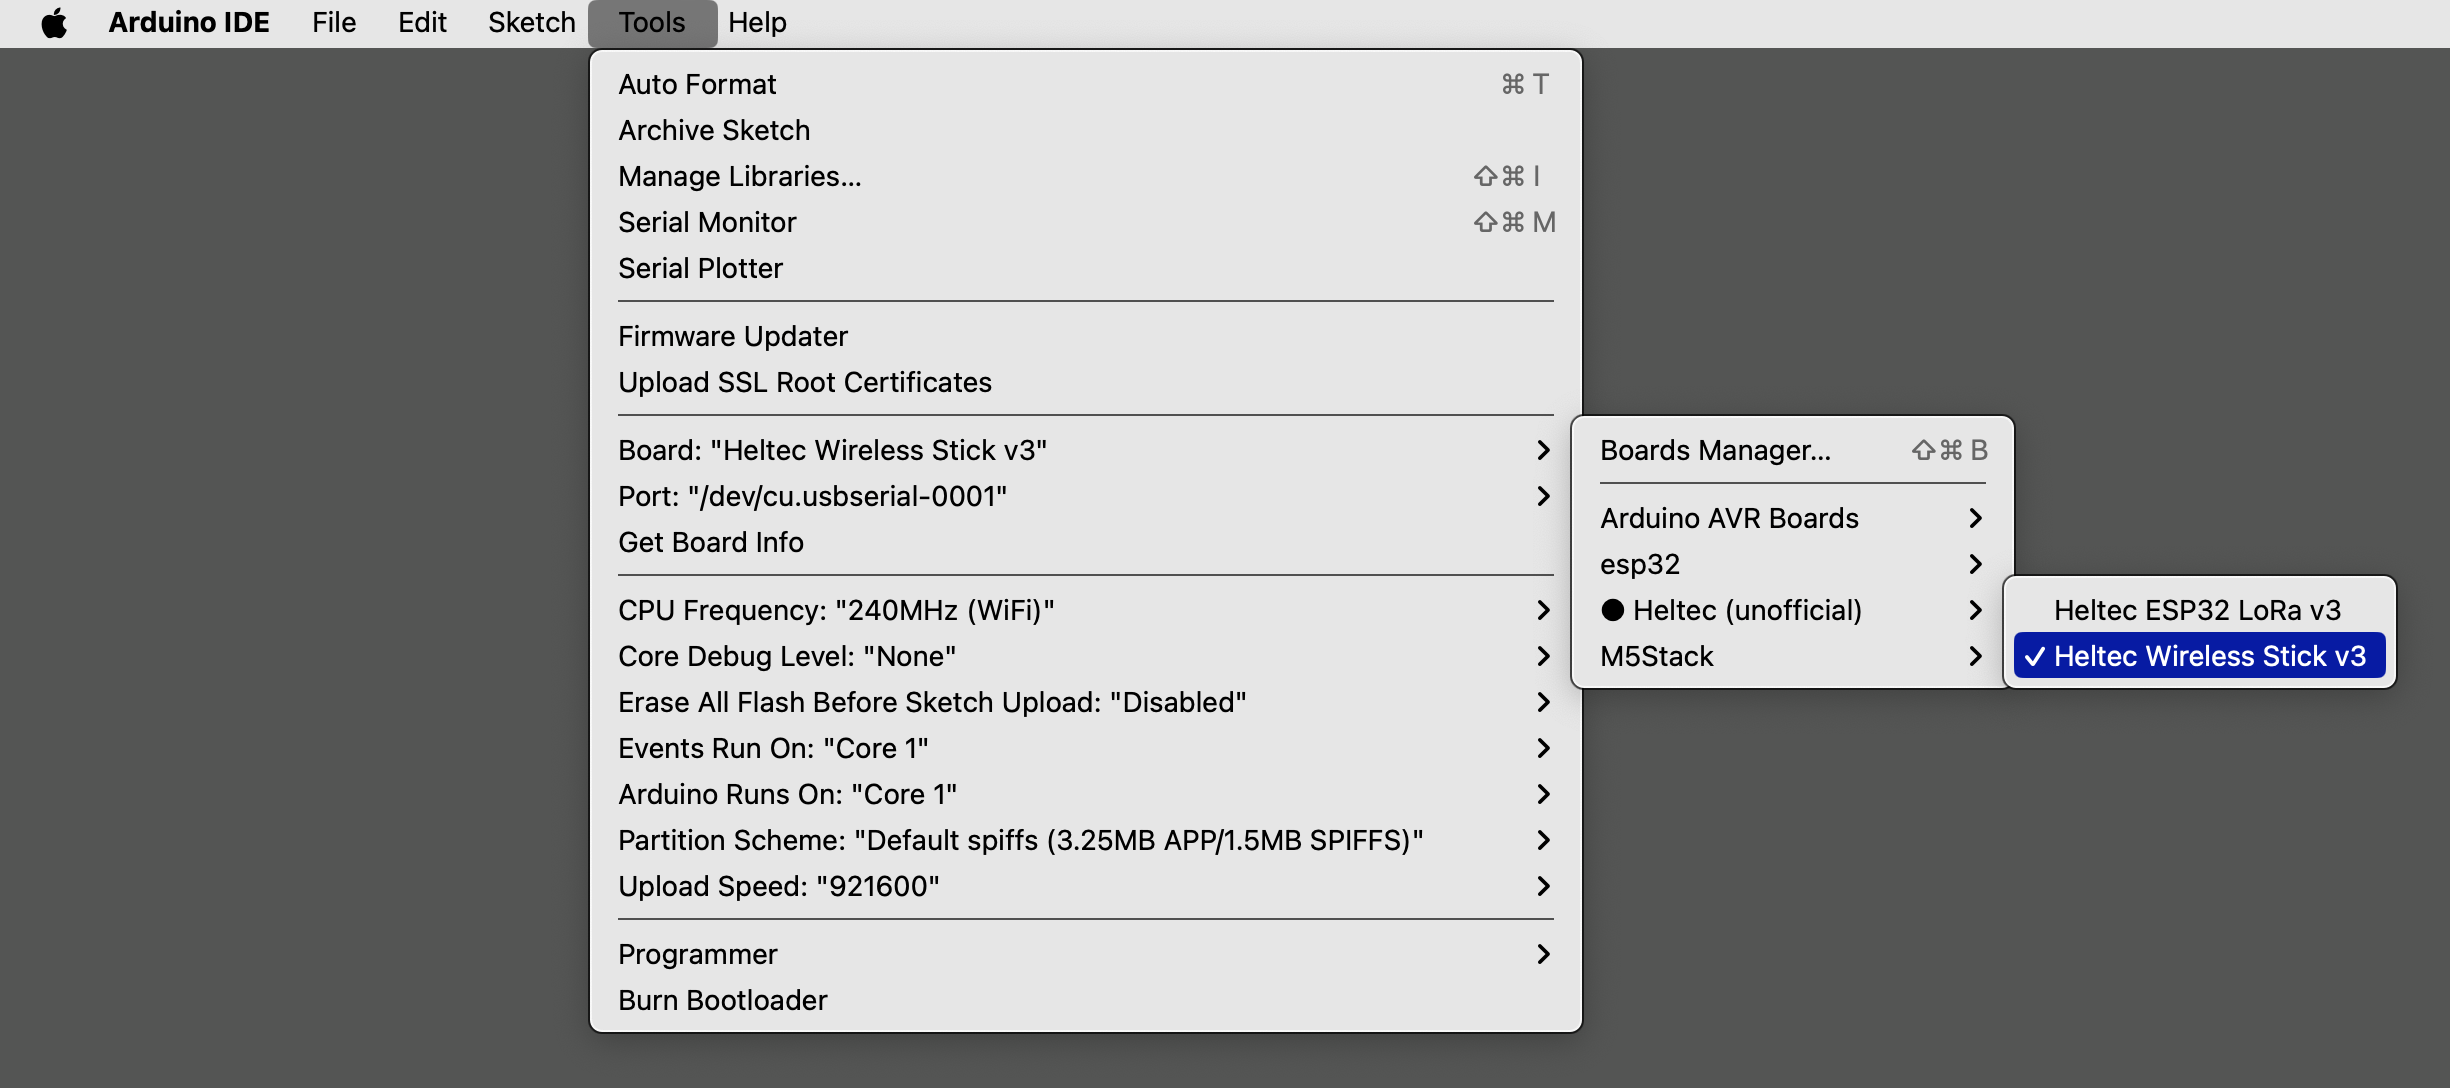 Arduino IDE File Edit Sketch Tools Help
Auto Format ⌘ T
Archive Sketch
Manage Libraries... ⇧⌘ I
Serial Monitor ⇧⌘ M
Serial Plotter
Firmware Updater
Upload SSL Root Certificates
Board: "Heltec Wireless Stick v3"
Port: "/dev/cu.usbserial-0001"
Get Board Info
CPU Frequency: "240MHz (WiFi)"
Core Debug Level: "None"
Erase All Flash Before Sketch Upload: "Disabled"
Events Run On: "Core 1"
Arduino Runs On: "Core 1"
Partition Scheme: "Default spiffs (3.25MB APP/1.5MB SPIFFS)"
Upload Speed: "921600"
Programmer
Burn Bootloader
Boards Manager... ⇧⌘ B
Arduino AVR Boards
esp32
● Heltec (unofficial)
M5Stack
Heltec ESP32 LoRa v3
✓ Heltec Wireless Stick v3